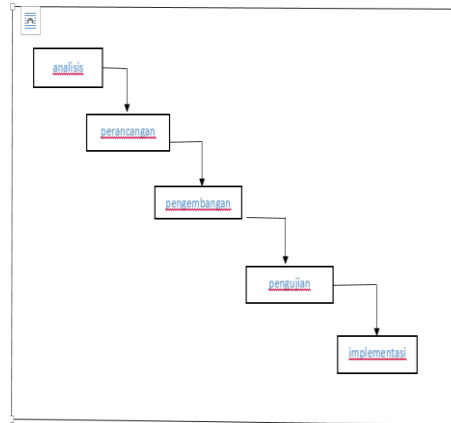 analisis
perancangan
pengembangan
pengujian
implementasi